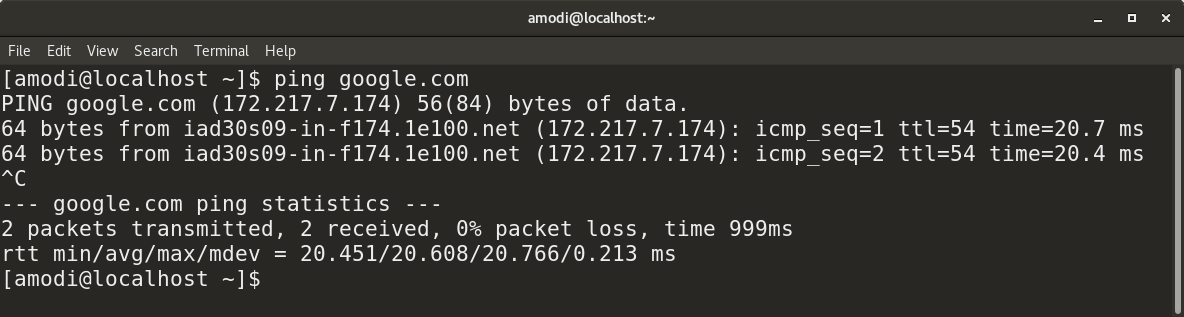 amodi@localhost:~
File Edit View Search Terminal Help
[amodi@localhost ~]$ ping google.com
PING google.com (172.217.7.174) 56(84) bytes of data.
64 bytes from iad30s09-in-f174.1e100.net (172.217.7.174): icmp_seq=1 ttl=54 time=20.7 ms
64 bytes from iad30s09-in-f174.1e100.net (172.217.7.174): icmp_seq=2 ttl=54 time=20.4 ms
^C
--- google.com ping statistics ---
2 packets transmitted, 2 received, 0% packet loss, time 999ms
rtt min/avg/max/mdev = 20.451/20.608/20.766/0.213 ms
[amodi@localhost ~]$